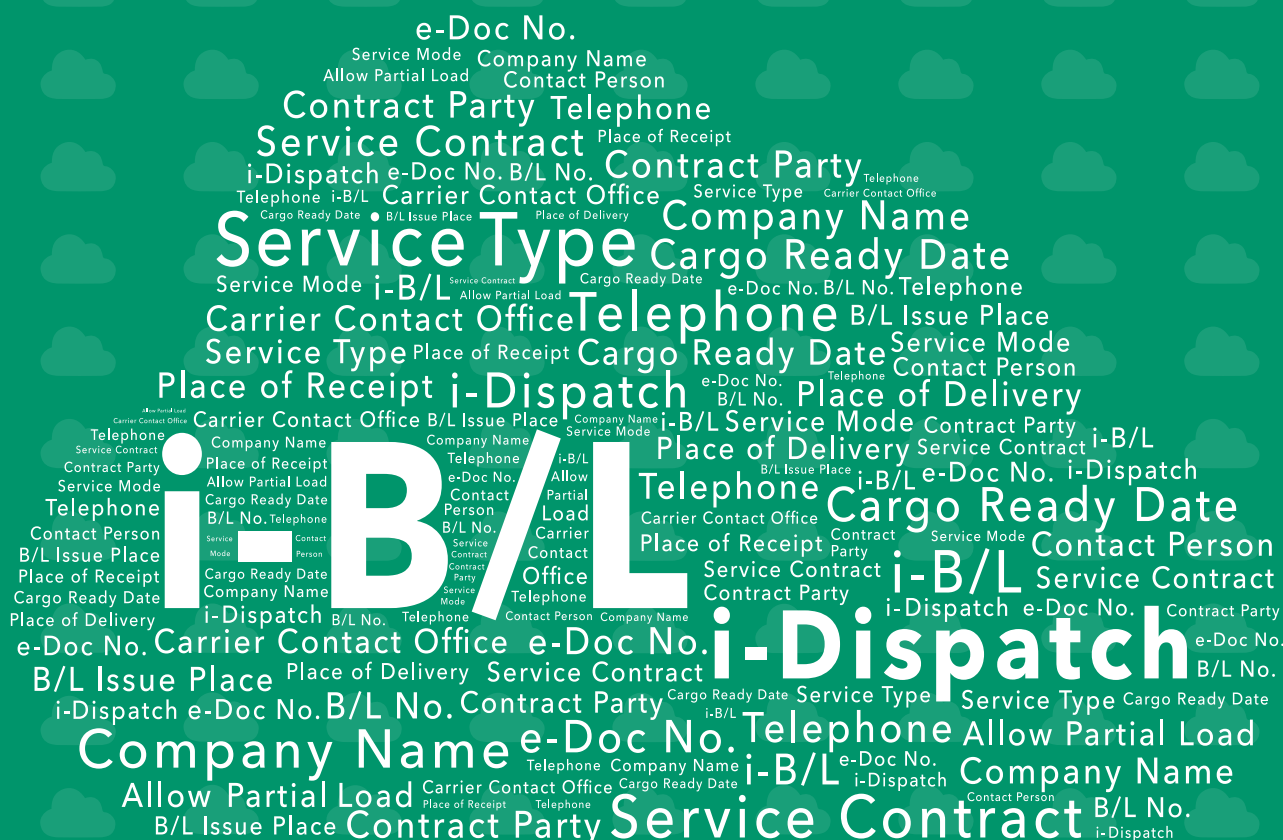 e-Doc No.
Service Mode Company Name
Allow Partial Load Contact Person
Contract Party Telephone
Service Contract Place of Receipt
i-Dispatch e-Doc No. B/L No. Contract Party Telephone
Telephone i-B/L Carrier Contact Office Service Type Carrier Contact Office
Cargo Ready Date B/L Issue Place Place of Delivery Company Name
Service Type Cargo Ready Date
Service Mode i-B/L Service Contract Cargo Ready Date
Allow Partial Load e-Doc No. B/L No. Telephone
Carrier Contact Office Telephone B/L Issue Place
Service Type Place of Receipt Cargo Ready Date Service Mode
Contact Person
Place of Receipt i-Dispatch e-Doc No. Telephone Place of Delivery
B/L No.
Allow Partial Load
Carrier Contact Office Carrier Contact Office B/L Issue Place Company Name i-B/L Service Mode Contract Party
Service Mode
Telephone Company Name Company Name Place of Delivery Service Contract i-B/L
Service Contract
Contract Party Place of Receipt Telephone i-B/L B/L Issue Place i-B/L e-Doc No. i-Dispatch
Service Mode Allow Partial Load e-Doc No. Allow Telephone
Telephone Cargo Ready Date Contact Person Partial Load Cargo Ready Date
i-B/L
B/L No. Telephone B/L No. Carrier Carrier Contact Office
Contact Person Service Mode Contact Person Service Contract Contact Place of Receipt Contract Party Service Mode Contact Person
B/L Issue Place Contract Party Office Service Contract i-B/L Service Contract
Place of Receipt Cargo Ready Date
Cargo Ready Date Company Name Service Mode Telephone Contract Party
Place of Delivery i-Dispatch B/L No. Telephone Contact Person Company Name i-Dispatch e-Doc No. Contract Party
e-Doc No. Carrier Contact Office e-Doc No. i-Dispatch e-Doc No.
B/L Issue Place Place of Delivery Service Contract B/L No.
i-Dispatch e-Doc No. B/L No. Contract Party Cargo Ready Date Service Type Service Type Cargo Ready Date
i-B/L
Company Name e-Doc No. Telephone Allow Partial Load
Telephone Company Name i-B/L e-Doc No. Company Name
i-Dispatch
Allow Partial Load Carrier Contact Office Cargo Ready Date
Place of Receipt Telephone Service Contract Contact Person B/L No.
B/L Issue Place Contract Party i-Dispatch